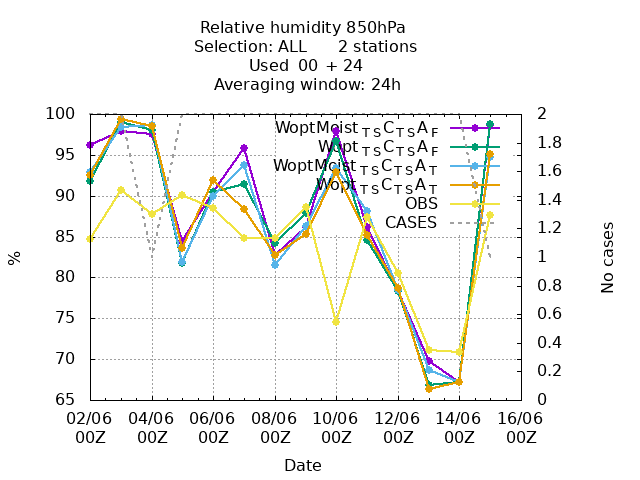 Relative humidity 850hPa
Selection: ALL 2 stations
Used 00 + 24
Averaging window: 24h
100
95
90
85
80
75
70
65
%
2
1.8
1.6
1.4
1.2
1
0.8
0.6
0.4
0.2
0
No cases
WoptMoist TS C TS A F
Wopt TS C TS A F
WoptMoist TS C TS A T
Wopt TS C TS A T
OBS
CASES
02/06 04/06 06/06 08/06 10/06 12/06 14/06 16/06
00Z 00Z 00Z 00Z 00Z 00Z 00Z 00Z
Date